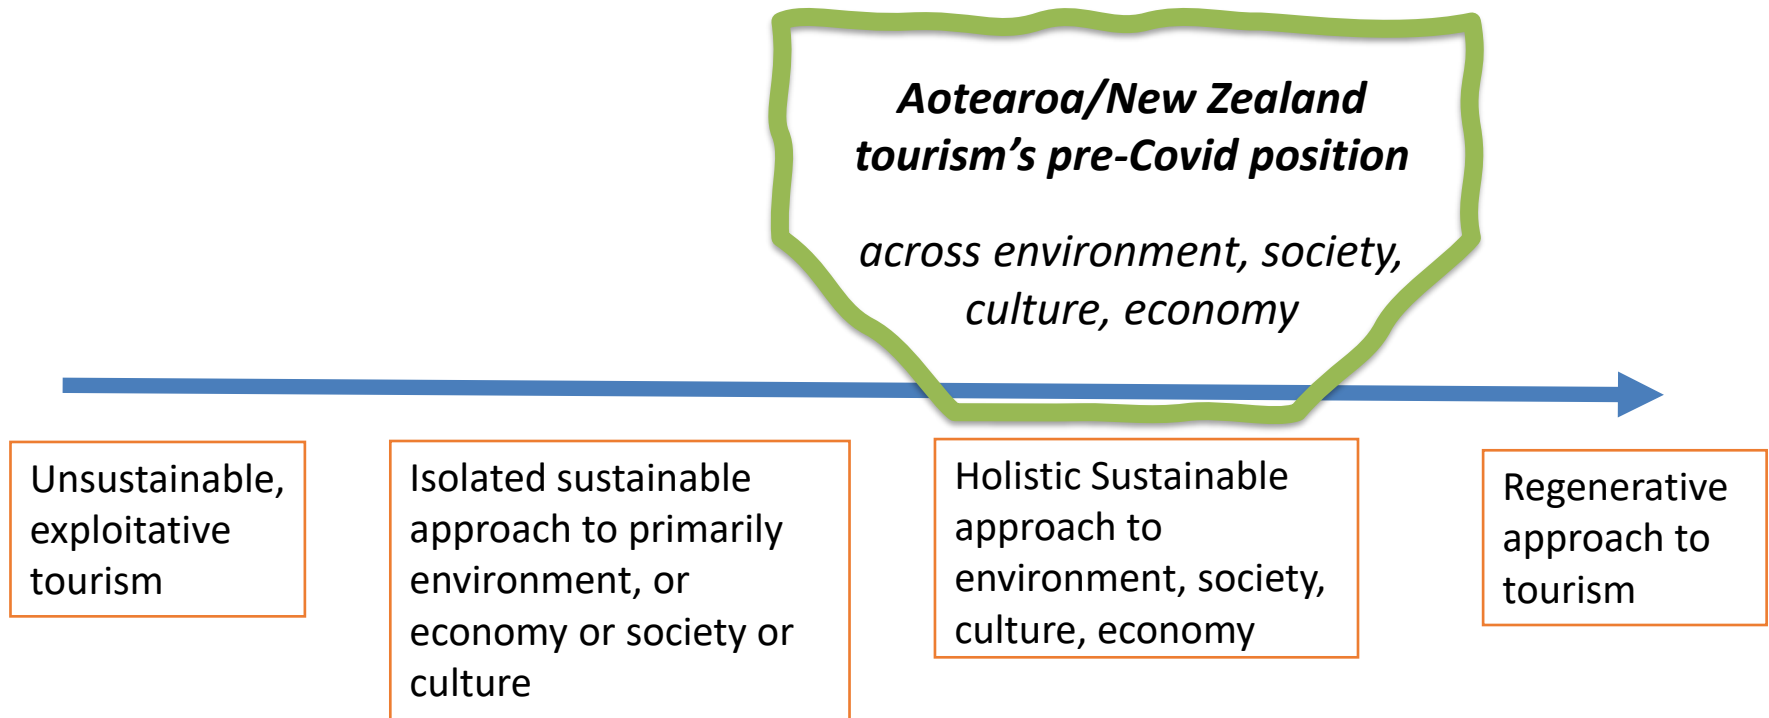 Aotearoa/New Zealand
tourism’s pre-Covid position
across environment, society,
culture, economy
Unsustainable,
exploitative
tourism
Isolated sustainable
approach to primarily
environment, or
economy or society or
culture
Holistic Sustainable
approach to
environment, society,
culture, economy
Regenerative
approach to
tourism